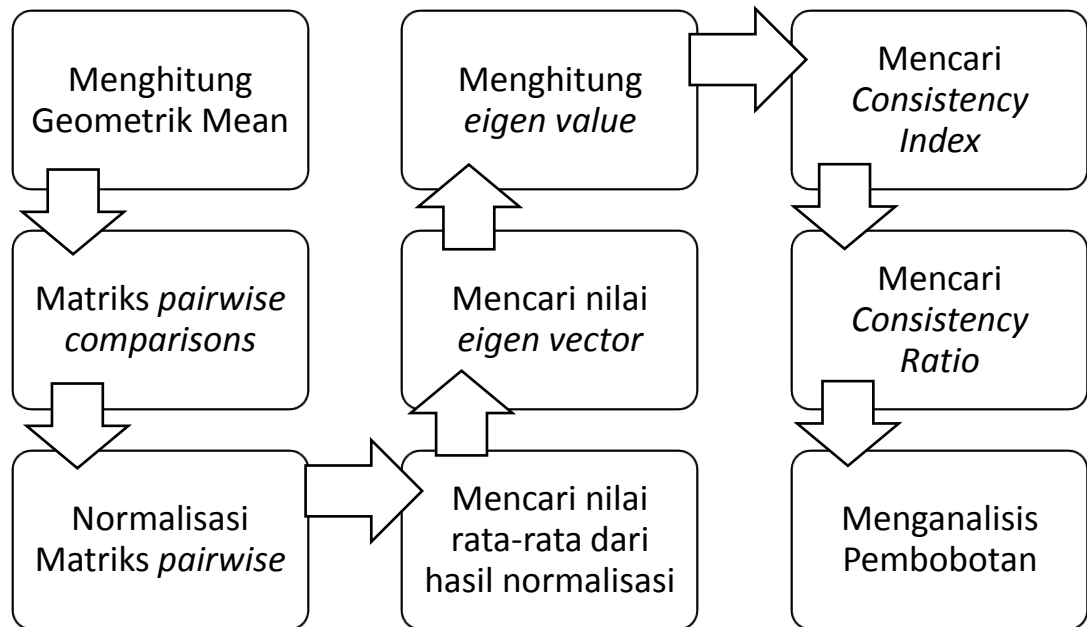 Menghitung
Geometrik Mean
Matriks pairwise
comparisons
Normalisasi
Matriks pairwise
Mencari nilai
rata-rata dari
hasil normalisasi
Mencari nilai
eigen vector
Menghitung
eigen value
Mencari
Consistency
Index
Mencari
Consistency
Ratio
Menganalisis
Pembobotan